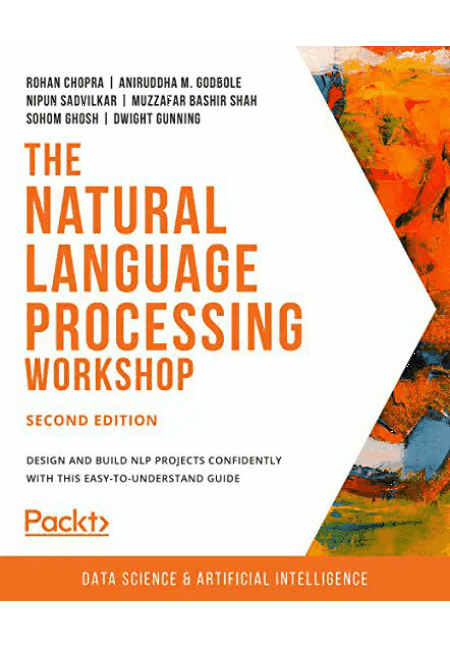 ROHAN CHOPRA | ANIRUDDHA M. GODBOLE
NIPUN SADVILKAR | MUZZAFAR BASHIR SHAH
SOHOM GHOSH | DWIGHT GUNNING
THE
NATURAL
LANGUAGE
PROCESSING
WORKSHOP
SECOND EDITION
DESIGN AND BUILD NLP PROJECTS CONFIDENTLY
WITH THIS EASY-TO-UNDERSTAND GUIDE
Packt>
DATA SCIENCE & ARTIFICIAL INTELLIGENCE